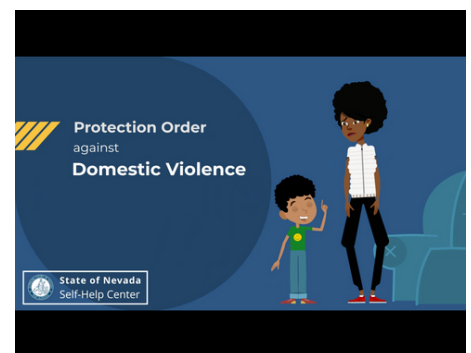 Protection Order
against
Domestic Violence
State of Nevada
Self-Help Center